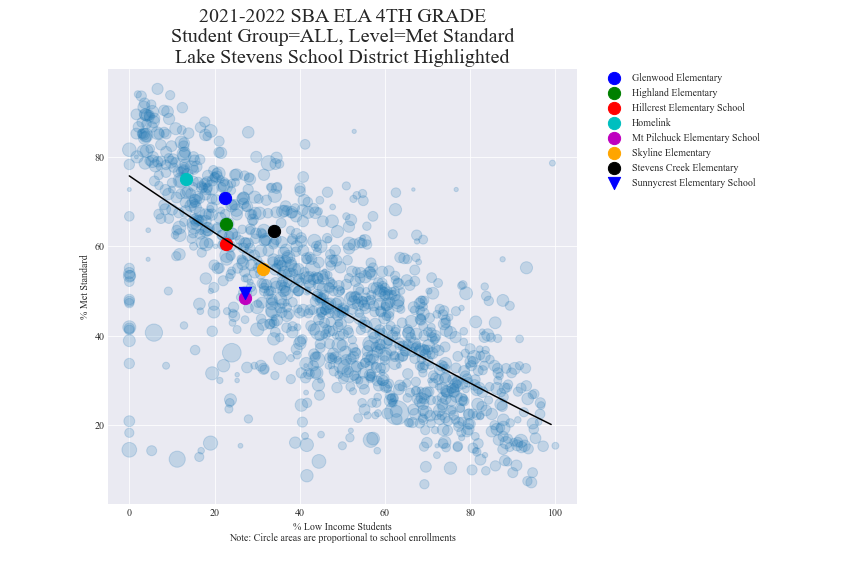 2021-2022 SBA ELA 4TH GRADE
Student Group=ALL, Level=Met Standard
Lake Stevens School District Highlighted
Glenwood Elementary
Highland Elementary
Hillcrest Elementary School
Homelink
Mt Pilchuck Elementary School
Skyline Elementary
Stevens Creek Elementary
Sunnycrest Elementary School
% Met Standard
80
60
40
20
0 20 40 60 80 100
% Low Income Students
Note: Circle areas are proportional to school enrollments